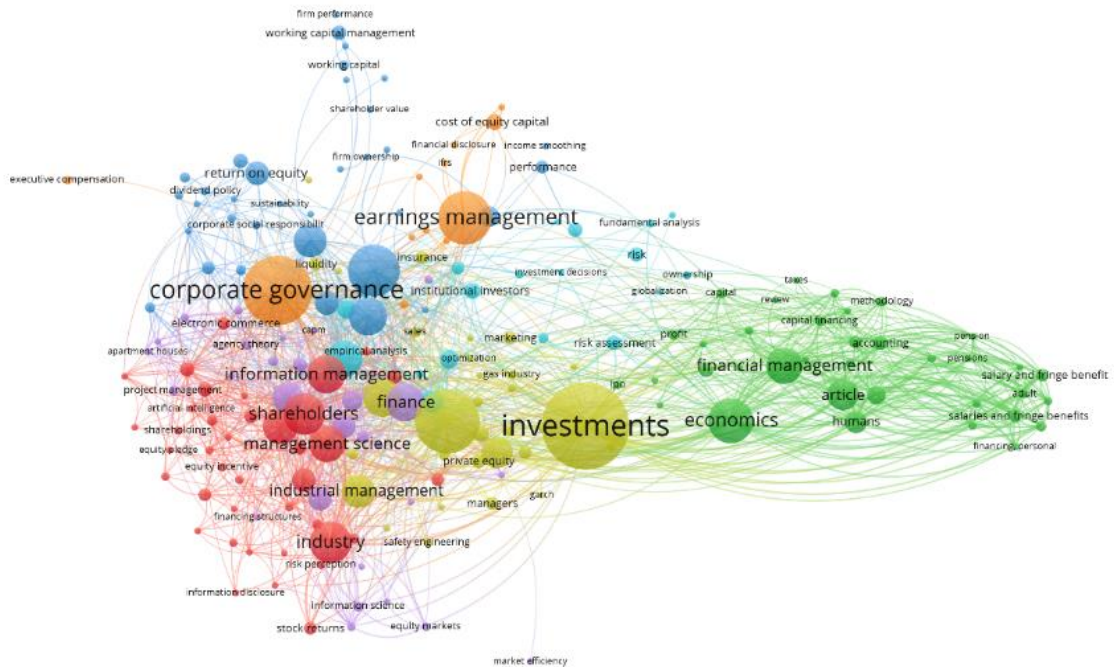 firm performance
working capital management
working capital
shareholder value
cost of equity capital
financial disclosure
income smoothing
firm ownership
ifrs
performance
return on equity
executive compensation
dividend policy
sustainability
earnings management
corporate social responsibilit
fundamental analysis
insurance
risk
liquidity
investment decisions
ownership
taxes
corporate governance
institutional investors
globalization
capital
review
methodology
electronic commerce
capital financing
capm
sales
marketing
profit
pension
agency theory
risk assessment
accounting
apartment houses
empirical analysis
optimization
pensions
information management
gas industry
financial management
salary and fringe benefit
project management
ipo
adult
finance
article
artificial intelligence
shareholders
investments
economics
salaries and fringe benefits
shareholdings
humans
management science
equity pledge
financing, personal
private equity
equity incentive
industrial management
garch
managers
financing structures
industry
safety engineering
risk perception
information disclosure
information science
stock returns
equity markets
market efficiency